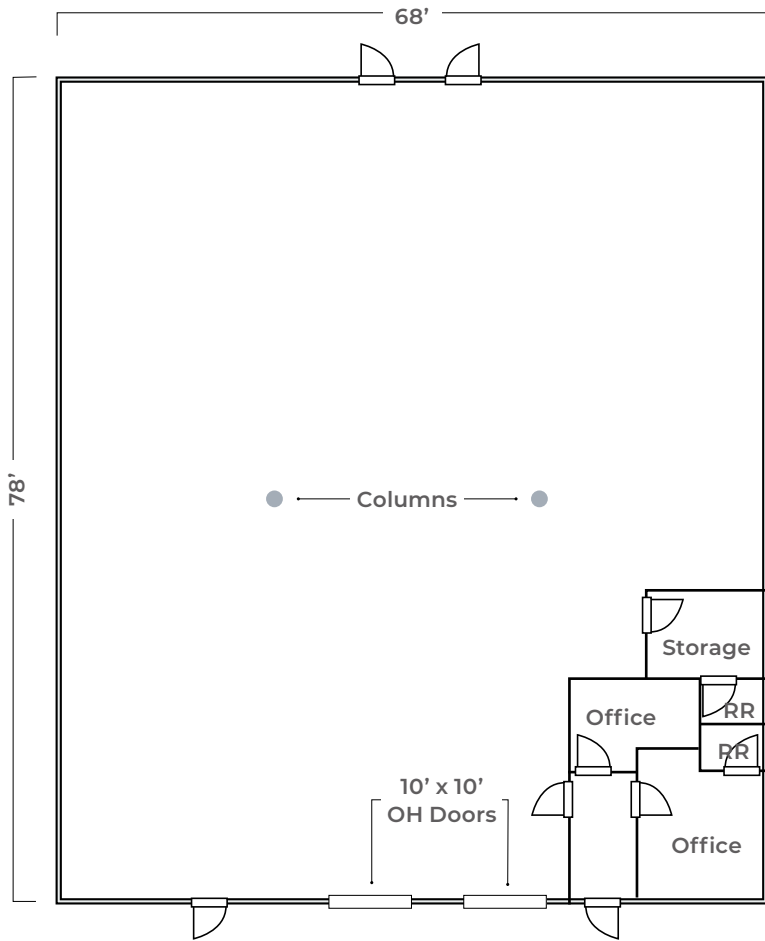 68’
78’
Columns
Storage
RR
Office
RR
10’ x 10’
OH Doors
Office